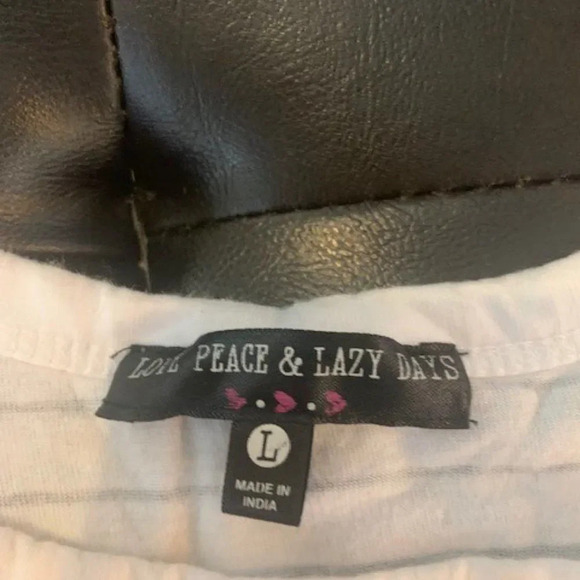 LOVE PEACE & LAZY DAYS
L
MADE IN
INDIA